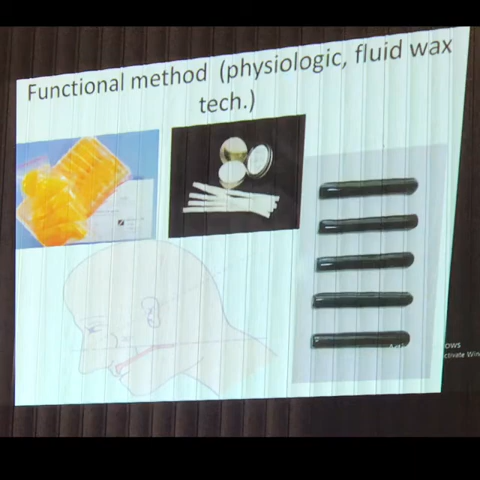 Functional method (physiologic, fluid wax
tech.)